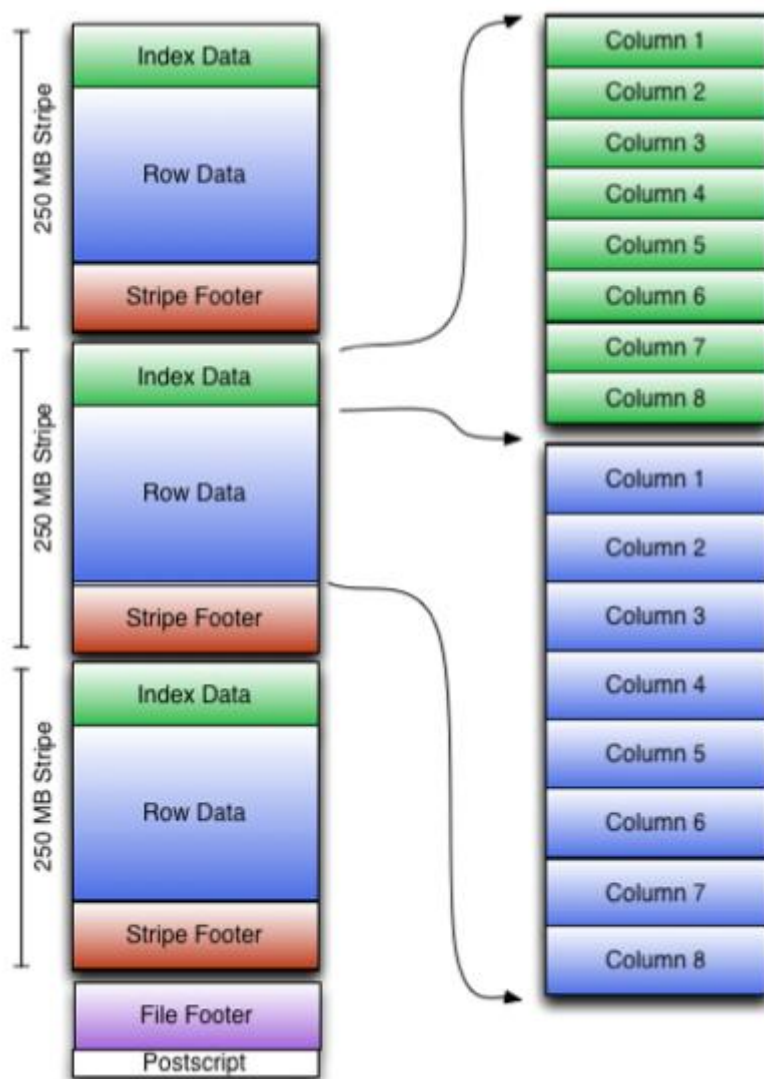 250 MB Stripe
Index Data
Row Data
Stripe Footer
250 MB Stripe
Index Data
Row Data
Stripe Footer
250 MB Stripe
Index Data
Row Data
Stripe Footer
File Footer
Postscript
Column 1
Column 2
Column 3
Column 4
Column 5
Column 6
Column 7
Column 8
Column 1
Column 2
Column 3
Column 4
Column 5
Column 6
Column 7
Column 8